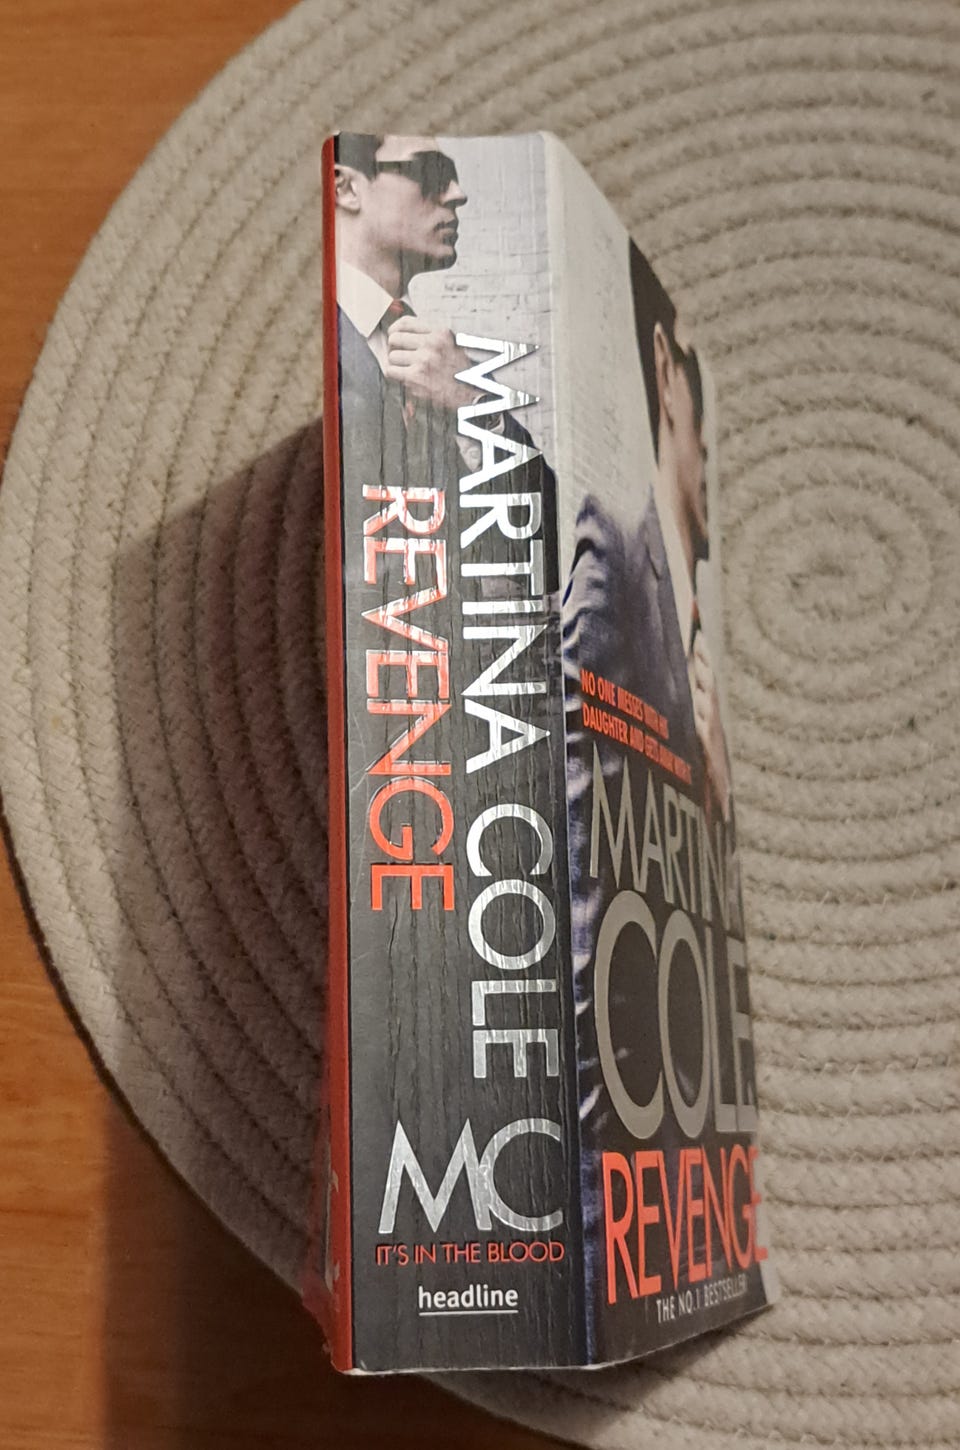 MARTINA COLE
REVENGE
MC
IT'S IN THE BLOOD
headline
NO ONE MESSES WITH HIS
DAUGHTER AND GETS AWAY WITH IT
MARTINA
COLE
REVENGE
THE NO.1 BESTSELLER